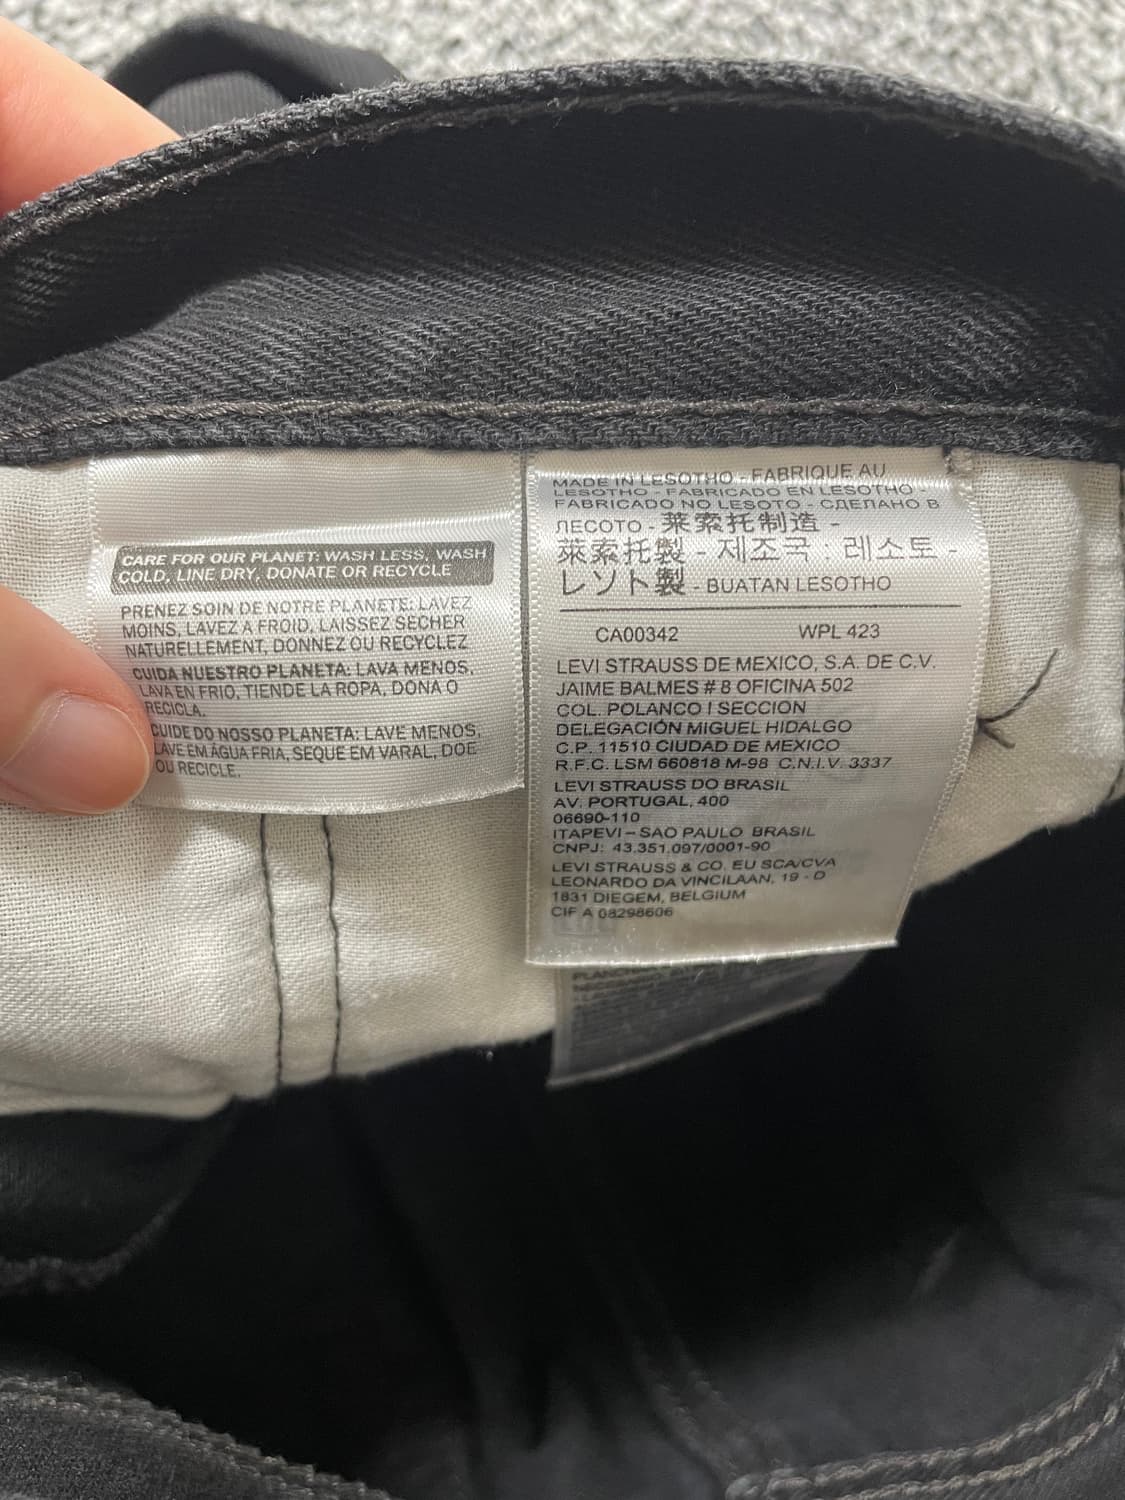 CARE FOR OUR PLANET: WASH LESS, WASH
COLD, LINE DRY, DONATE OR RECYCLE
PRENEZ SOIN DE NOTRE PLANETE: LAVEZ
MOINS, LAVEZ A FROID, LAISSEZ SECHER
NATURELLEMENT, DONNEZ OU RECYCLEZ
CUIDA NUESTRO PLANETA: LAVA MENOS,
LAVA EN FRIO, TIENDE LA ROPA, DONA O
RECICLA.
CUIDE DO NOSSO PLANETA: LAVE MENOS,
LAVE EM ÁGUA FRIA, SEQUE EM VARAL, DOE
OU RECICLE.
MADE IN LESOTHO - FABRIQUE AU
LESOTHO - FABRICADO EN LESOTHO -
FABRICADO NO LESOTO - СДЕЛАНО В
ЛЕСОТО - 莱索托制造 -
萊索托製 - 제조국 : 레소토 -
レソト製 - BUATAN LESOTHO
CA00342 WPL 423
LEVI STRAUSS DE MEXICO, S.A. DE C.V.
JAIME BALMES # 8 OFICINA 502
COL. POLANCO I SECCION
DELEGACIÓN MIGUEL HIDALGO
C.P. 11510 CIUDAD DE MEXICO
R.F.C. LSM 660818 M-98 C.N.I.V. 3337
LEVI STRAUSS DO BRASIL
AV. PORTUGAL, 400
06690-110
ITAPEVI – SAO PAULO BRASIL
CNPJ: 43.351.097/0001-90
LEVI STRAUSS & CO. EU SCA/CVA
LEONARDO DA VINCILAAN, 19 - D
1831 DIEGEM, BELGIUM
CIF A 08298606